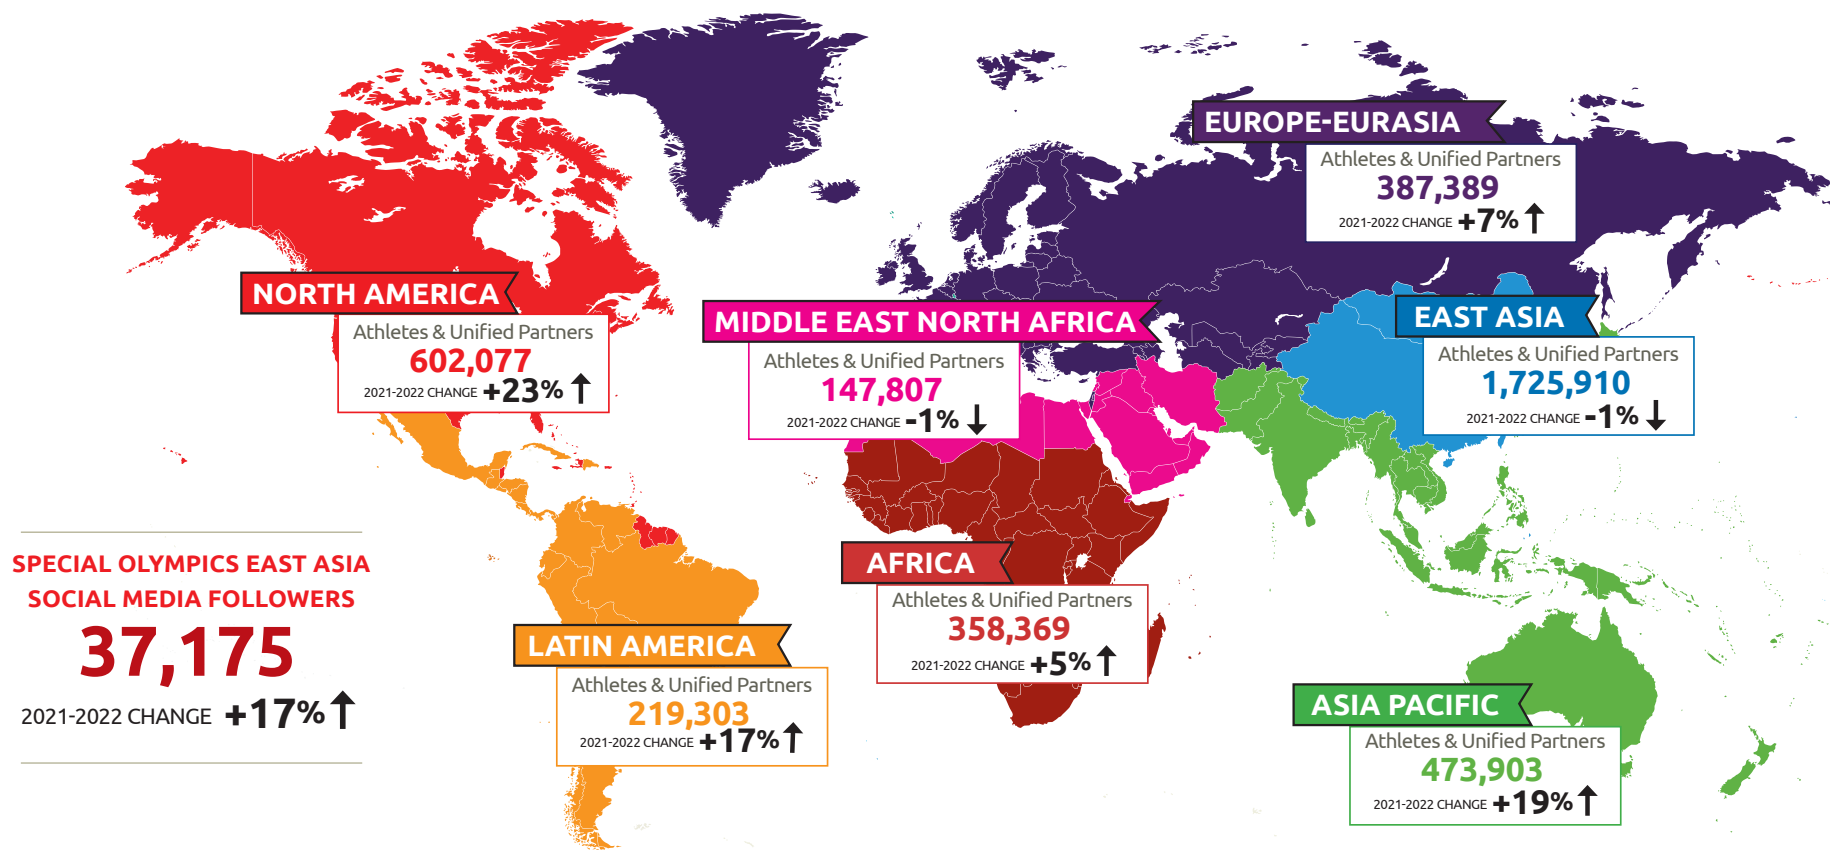 EUROPE-EURASIA
Athletes & Unified Partners
387,389
2021-2022 CHANGE +7%
NORTH AMERICA
Athletes & Unified Partners
602,077
2021-2022 CHANGE +23%
MIDDLE EAST NORTH AFRICA
Athletes & Unified Partners
147,807
2021-2022 CHANGE -1%
EAST ASIA
Athletes & Unified Partners
1,725,910
2021-2022 CHANGE -1%
SPECIAL OLYMPICS EAST ASIA
SOCIAL MEDIA FOLLOWERS
37,175
2021-2022 CHANGE +17%
AFRICA
Athletes & Unified Partners
358,369
2021-2022 CHANGE +5%
LATIN AMERICA
Athletes & Unified Partners
219,303
2021-2022 CHANGE +17%
ASIA PACIFIC
Athletes & Unified Partners
473,903
2021-2022 CHANGE +19%